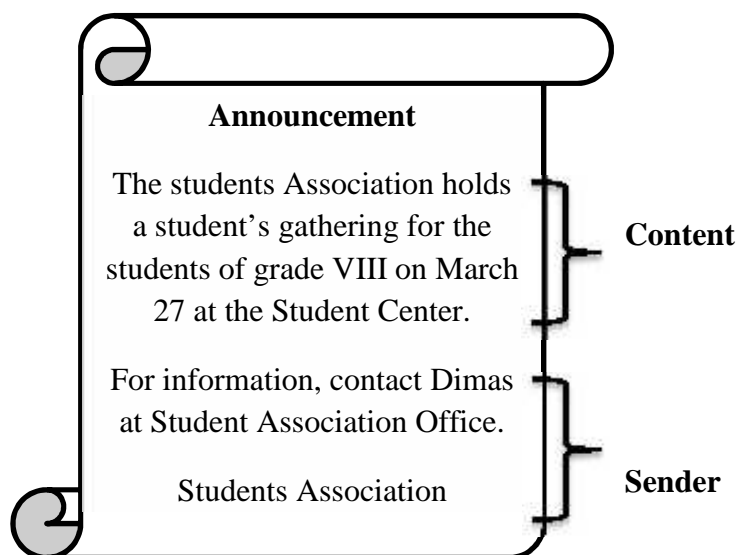 Announcement
The students Association holds
a student’s gathering for the
students of grade VIII on March
27 at the Student Center.
Content
For information, contact Dimas
at Student Association Office.
Students Association
Sender